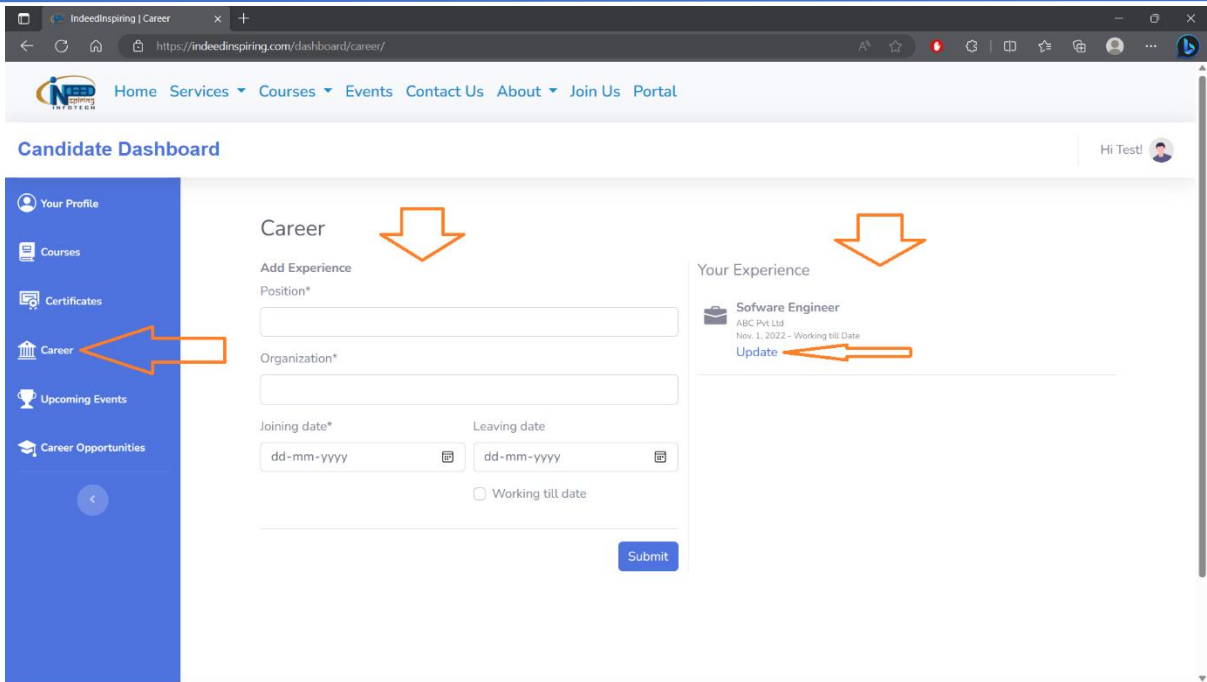 IndeedInspiring | Career
https://indeedinspiring.com/dashboard/career/
INEED
Inspiring
INFOTECH
Home Services Courses Events Contact Us About Join Us Portal
Candidate Dashboard
Hi Test!
Your Profile
Courses
Certificates
Career
Upcoming Events
Career Opportunities
Career
Add Experience
Position*
Organization*
Joining date* Leaving date
dd-mm-yyyy dd-mm-yyyy
Working till date
Submit
Your Experience
Sofware Engineer
ABC Pvt Ltd
Nov. 1, 2022 - Working till Date
Update